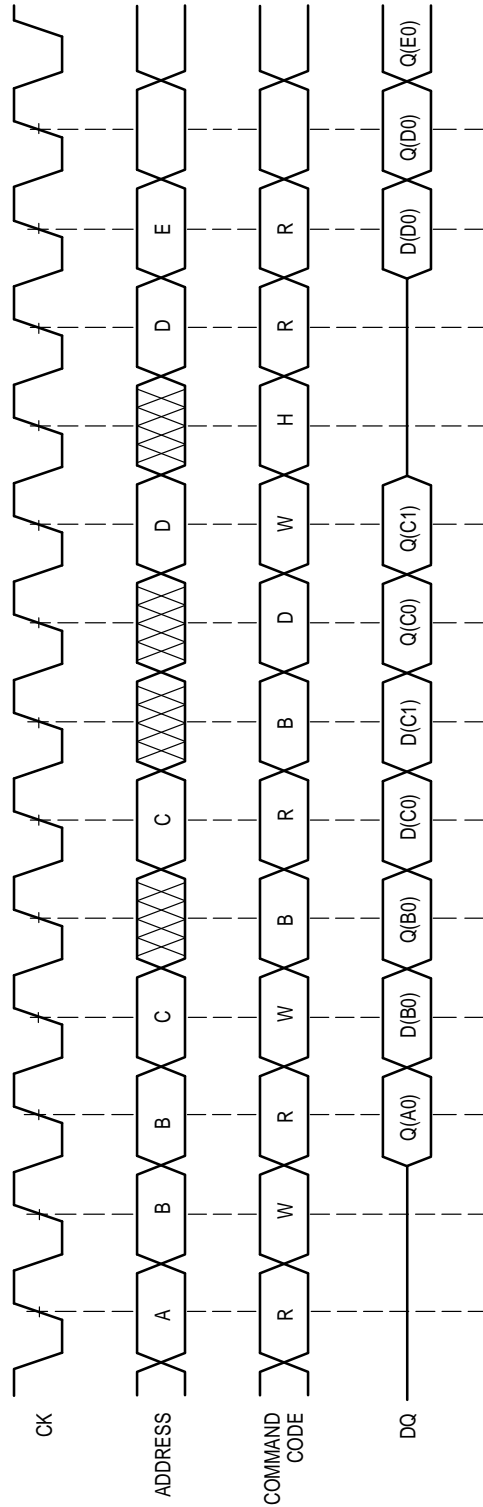 CK
ADDRESS
A B B C C D D E
COMMAND
CODE
R W R W B R B D W H R R
DQ
Q(A0) D(B0) Q(B0) D(C0) D(C1) Q(C0) Q(C1) D(D0) Q(D0) Q(E0)